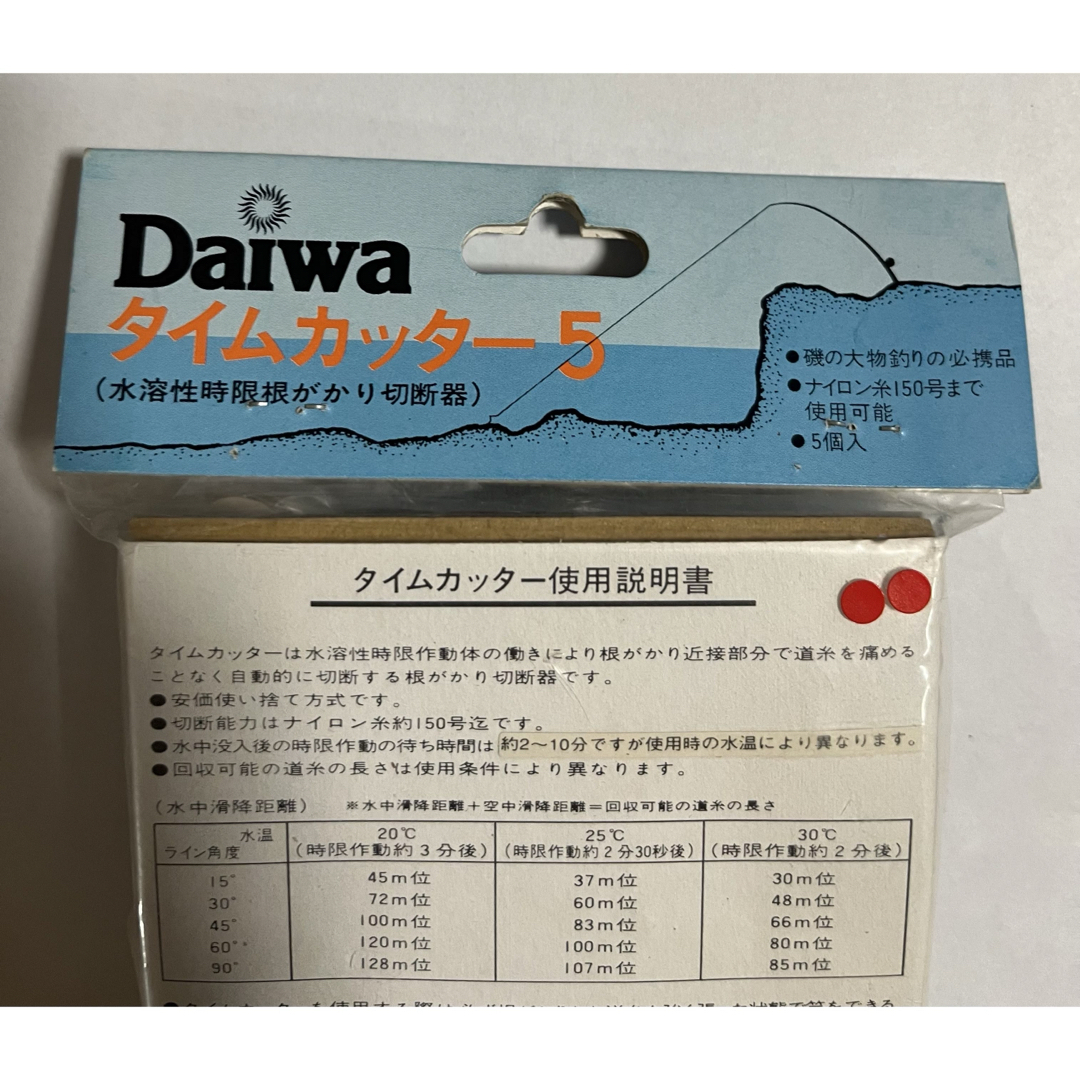 Daiwa
タイムカッター5
(水溶性時限根がかり切断器)
●磯の大物釣りの必携品
●ナイロン糸150号まで
使用可能
●5個入
タイムカッター使用説明書
タイムカッターは水溶性時限作動体の働きにより根がかり近接部分で道糸を痛める
ことなく自動的に切断する根がかり切断器です。
●安価使い捨て方式です。
●切断能力はナイロン糸約150号迄です。
●水中没入後の時限作動の待ち時間は約2〜10分ですが使用時の水温により異なります。
●回収可能の道糸の長さは使用条件により異なります。
(水中滑降距離) ※水中滑降距離+空中滑降距離=回収可能の道糸の長さ
水温 20℃ 25℃ 30℃
ライン角度 (時限作動約3分後) (時限作動約2分30秒後) (時限作動約2分後)
15° 45m位 37m位 30m位
30° 72m位 60m位 48m位
45° 100m位 83m位 66m位
60° 120m位 100m位 80m位
90° 128m位 107m位 85m位